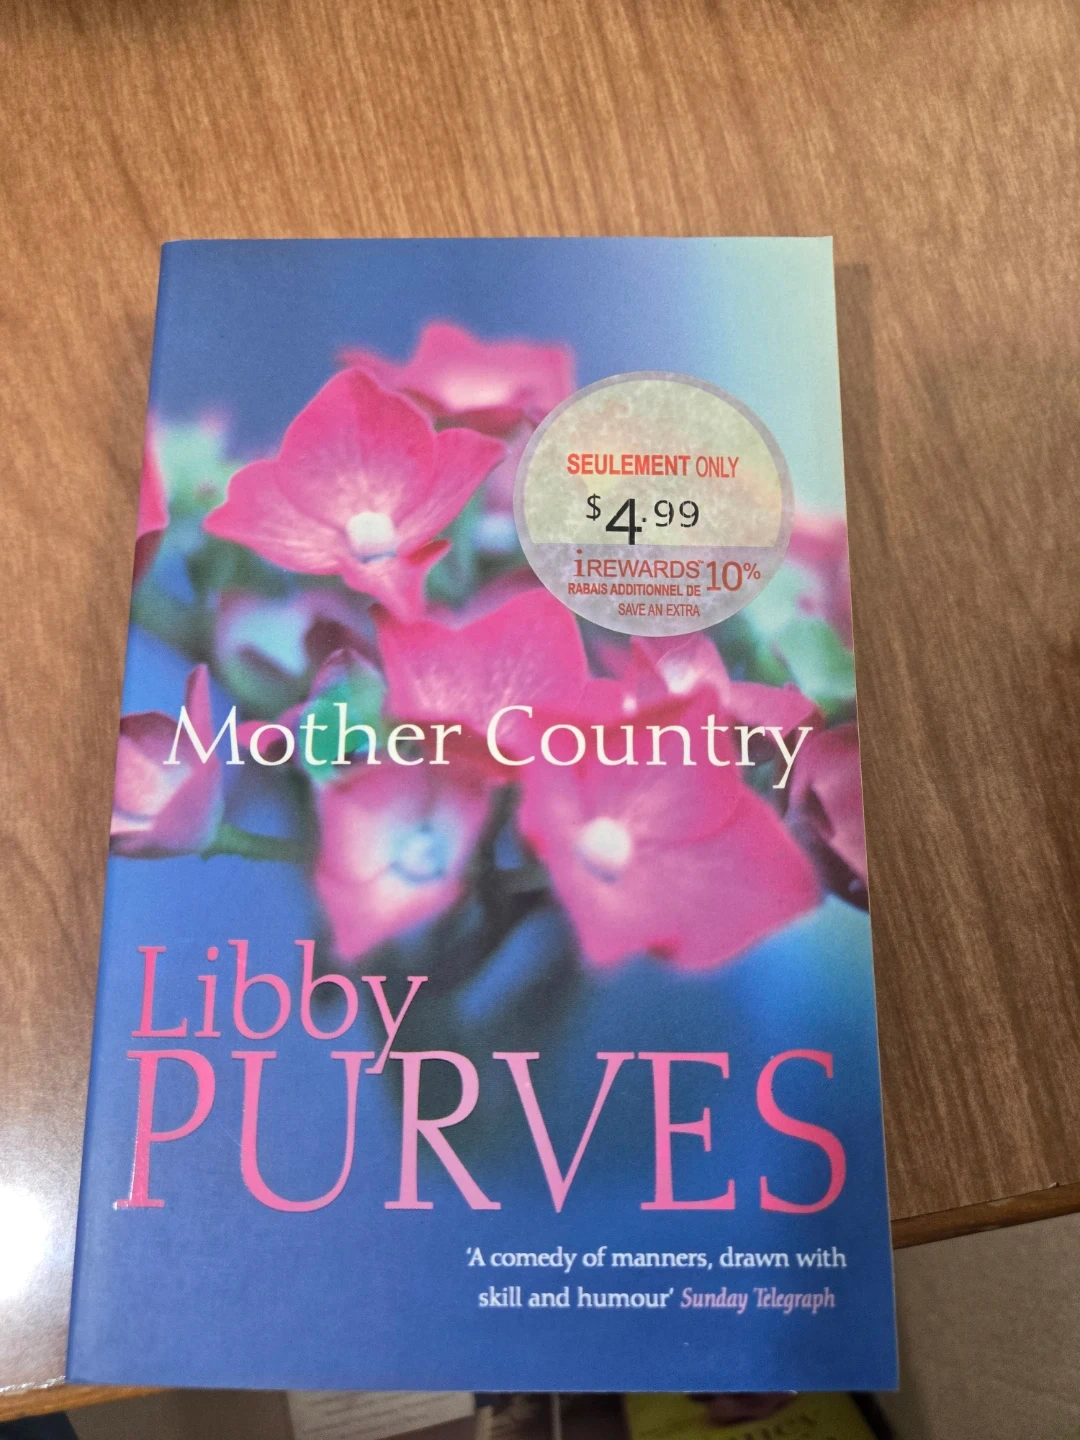 SEULEMENT ONLY
$4.99
iREWARDS™ 10%
RABAIS ADDITIONNEL DE
SAVE AN EXTRA
Mother Country
Libby
PURVES
'A comedy of manners, drawn with
skill and humour' Sunday Telegraph